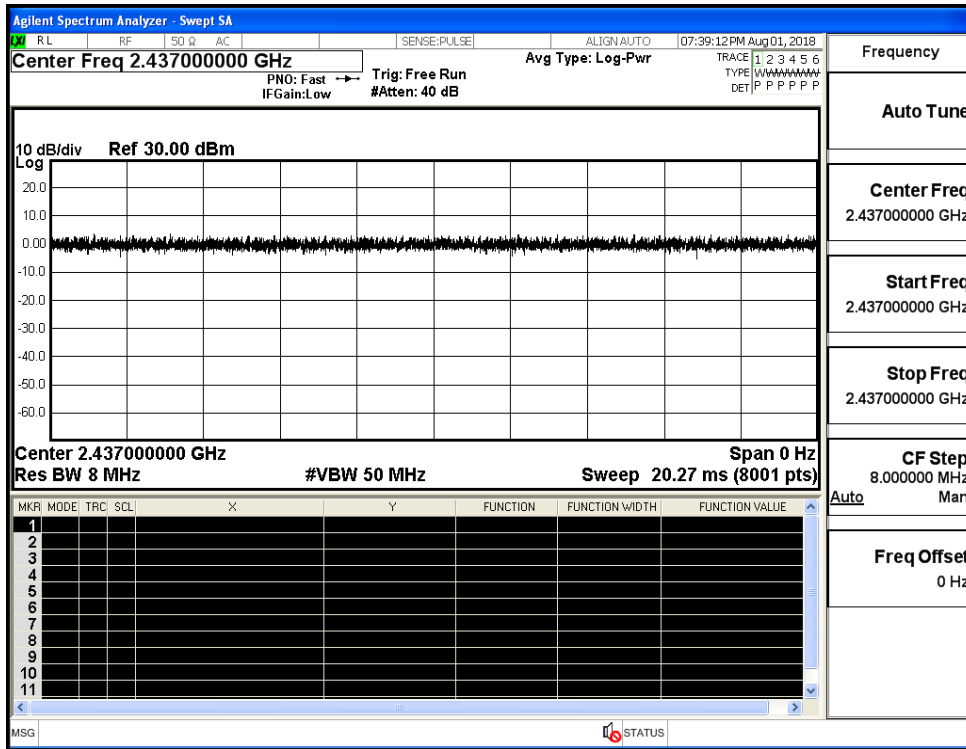 Agilent Spectrum Analyzer - Swept SA
LXI RL RF 50 Ω AC SENSE:PULSE ALIGN AUTO 07:39:12 PM Aug 01, 2018
Center Freq 2.437000000 GHz Avg Type: Log-Pwr TRACE 1 2 3 4 5 6
PNO: Fast Trig: Free Run TYPE
IFGain:Low #Atten: 40 dB DET P P P P P P
10 dB/div Ref 30.00 dBm
Log
20.0
10.0
0.00
-10.0
-20.0
-30.0
-40.0
-50.0
-60.0
Center 2.437000000 GHz Span 0 Hz
Res BW 8 MHz #VBW 50 MHz Sweep 20.27 ms (8001 pts)
MKR MODE TRC SCL X Y FUNCTION FUNCTION WIDTH FUNCTION VALUE
1
2
3
4
5
6
7
8
9
10
11
MSG STATUS
Frequency
Auto Tune
Center Freq
2.437000000 GHz
Start Freq
2.437000000 GHz
Stop Freq
2.437000000 GHz
CF Step
8.000000 MHz
Auto Man
Freq Offset
0 Hz